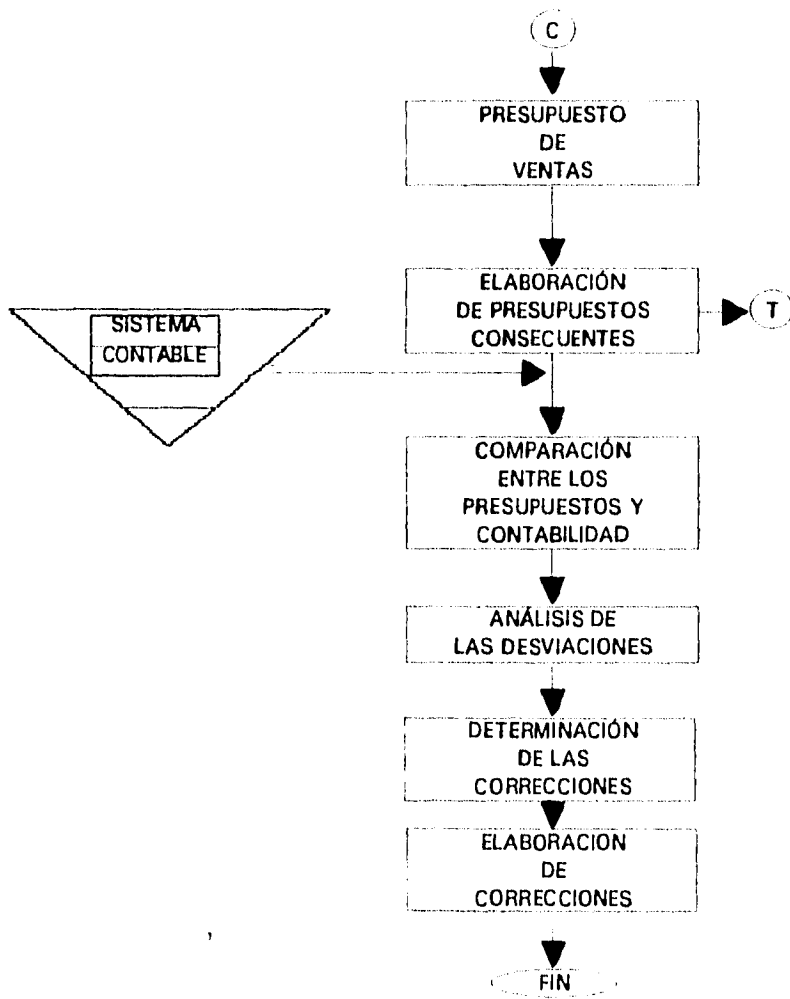 C
PRESUPUESTO
DE
VENTAS
ELABORACIÓN
DE PRESUPUESTOS
CONSECUENTES
T
SISTEMA
CONTABLE
COMPARACIÓN
ENTRE LOS
PRESUPUESTOS Y
CONTABILIDAD
ANÁLISIS DE
LAS DESVIACIONES
DETERMINACIÓN
DE LAS
CORRECCIONES
ELABORACION
DE
CORRECCIONES
FIN